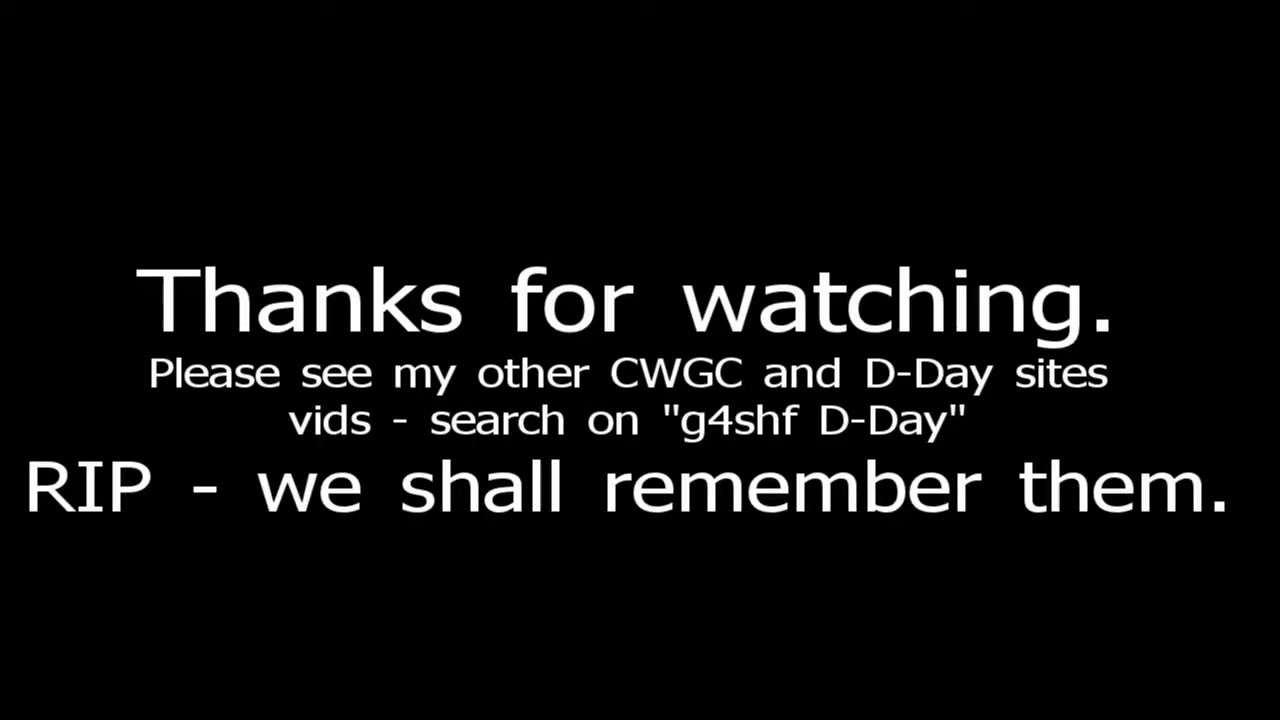 Thanks for watching.
Please see my other CWGC and D-Day sites
vids - search on "g4shf D-Day"
RIP - we shall remember them.